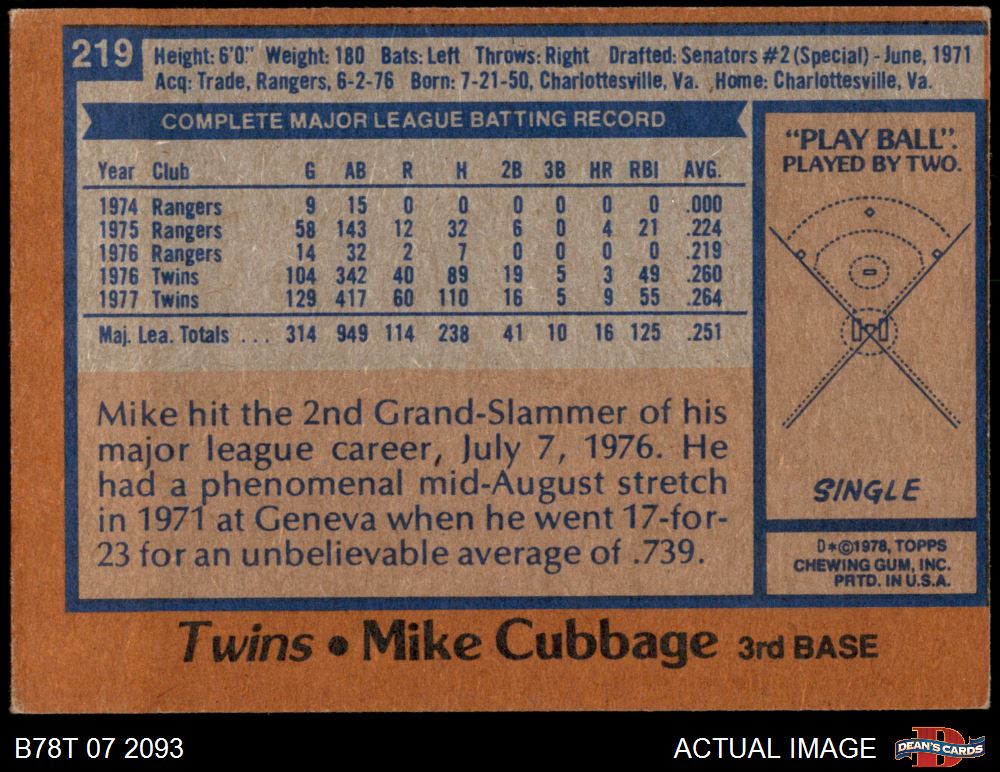 219
Height: 6'0" Weight: 180 Bats: Left Throws: Right Drafted: Senators #2 (Special) - June, 1971
Acq: Trade, Rangers, 6-2-76 Born: 7-21-50, Charlottesville, Va. Home: Charlottesville, Va.
COMPLETE MAJOR LEAGUE BATTING RECORD
Year Club G AB R H 2B 3B HR RBI AVG.
1974 Rangers 9 15 0 0 0 0 0 0 .000
1975 Rangers 58 143 12 32 6 0 4 21 .224
1976 Rangers 14 32 2 7 0 0 0 0 .219
1976 Twins 104 342 40 89 19 5 3 49 .260
1977 Twins 129 417 60 110 16 5 9 55 .264
Maj. Lea. Totals . . . 314 949 114 238 41 10 16 125 .251
Mike hit the 2nd Grand-Slammer of his
major league career, July 7, 1976. He
had a phenomenal mid-August stretch
in 1971 at Geneva when he went 17-for-
23 for an unbelievable average of .739.
"PLAY BALL".
PLAYED BY TWO.
SINGLE
D*©1978, TOPPS
CHEWING GUM, INC.
PRTD. IN U.S.A.
Twins • Mike Cubbage 3rd BASE
B78T 07 2093
ACTUAL IMAGE
D
DEAN'S CARDS